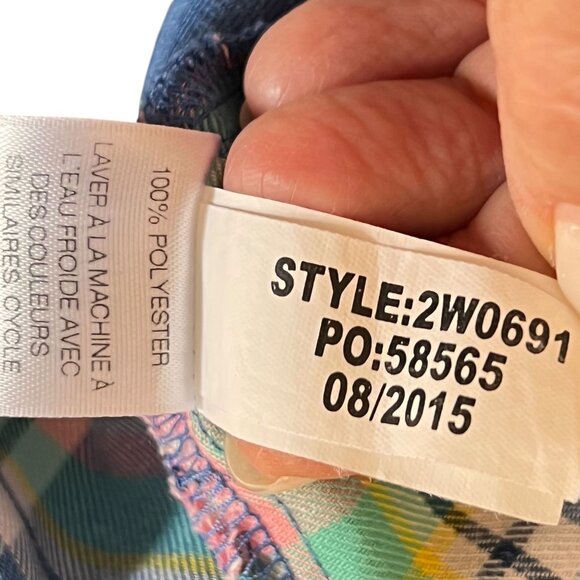 100% POLYESTER
LAVER À LA MACHINE À
L'EAU FROIDE AVEC
DES COULEURS
SIMILAIRES, CYCLE
STYLE:2W0691
PO:58565
08/2015